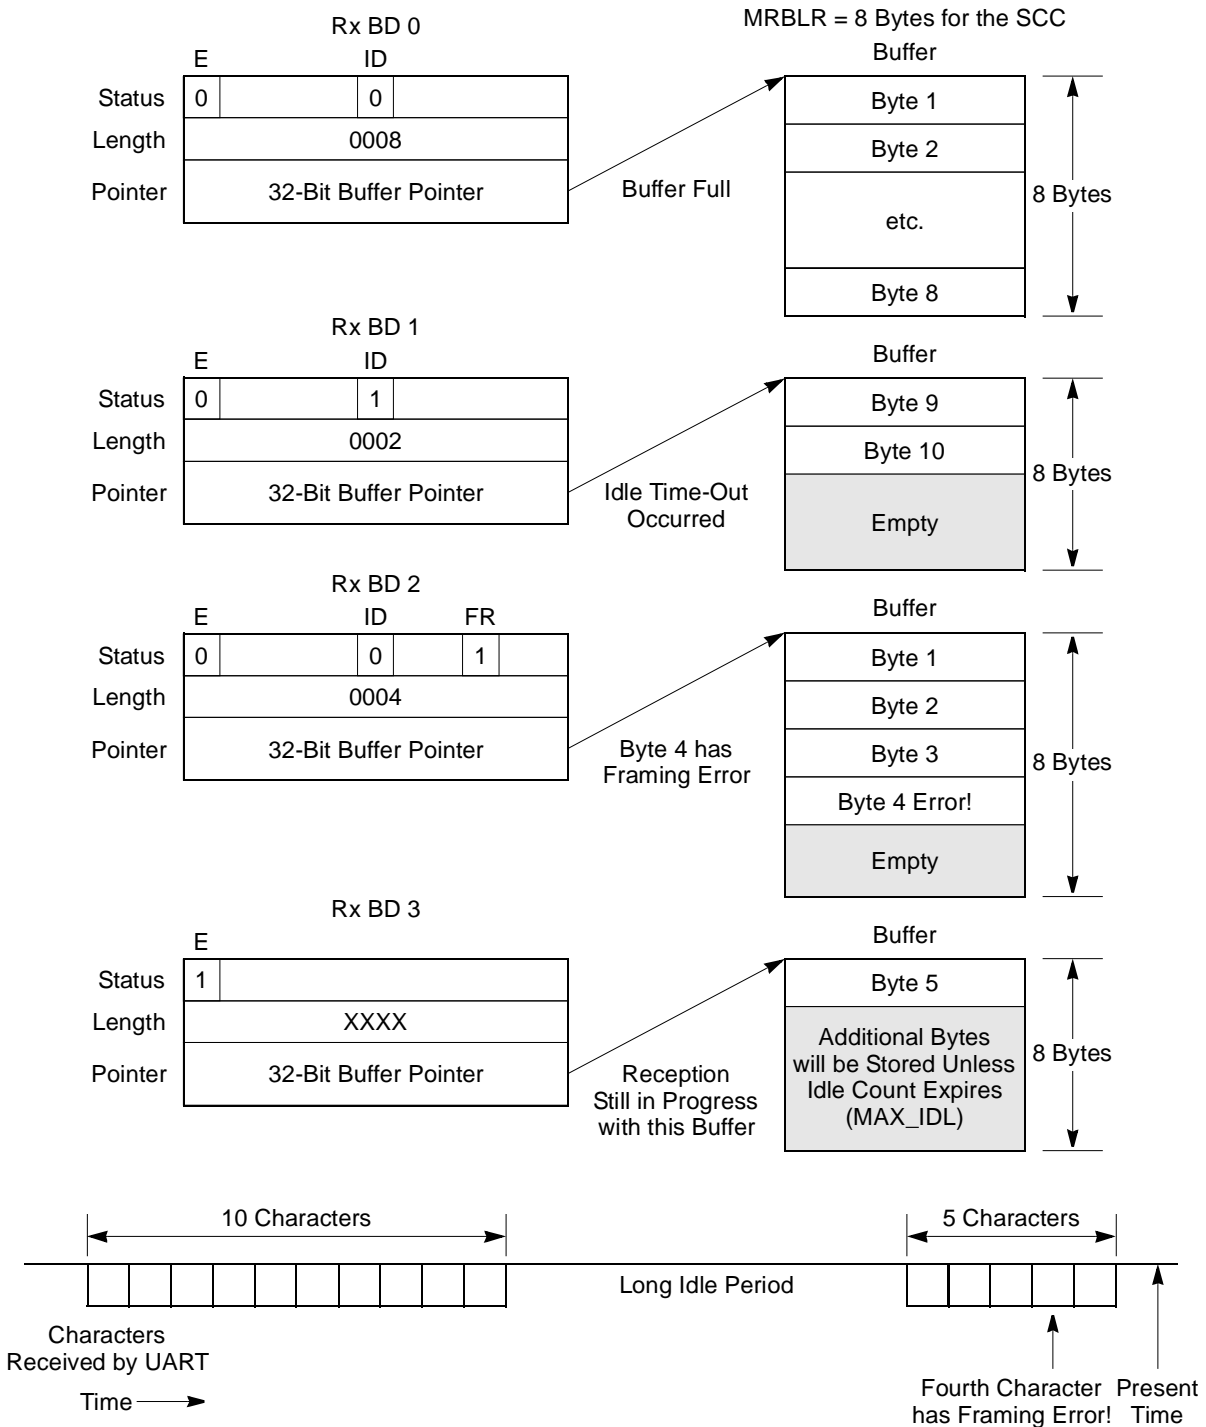 MRBLR = 8 Bytes for the SCC
Rx BD 0
E ID
Status 0 0
Length 0008
Pointer 32-Bit Buffer Pointer
Buffer Full
Buffer
Byte 1
Byte 2
etc.
Byte 8
8 Bytes
Rx BD 1
E ID
Status 0 1
Length 0002
Pointer 32-Bit Buffer Pointer
Idle Time-Out
Occurred
Buffer
Byte 9
Byte 10
Empty
8 Bytes
Rx BD 2
E ID FR
Status 0 0 1
Length 0004
Pointer 32-Bit Buffer Pointer
Byte 4 has
Framing Error
Buffer
Byte 1
Byte 2
Byte 3
Byte 4 Error!
Empty
8 Bytes
Rx BD 3
E
Status 1
Length XXXX
Pointer 32-Bit Buffer Pointer
Reception
Still in Progress
with this Buffer
Buffer
Byte 5
Additional Bytes
will be Stored Unless
Idle Count Expires
(MAX_IDL)
8 Bytes
10 Characters
5 Characters
Long Idle Period
Characters
Received by UART
Time
Fourth Character
has Framing Error!
Present
Time